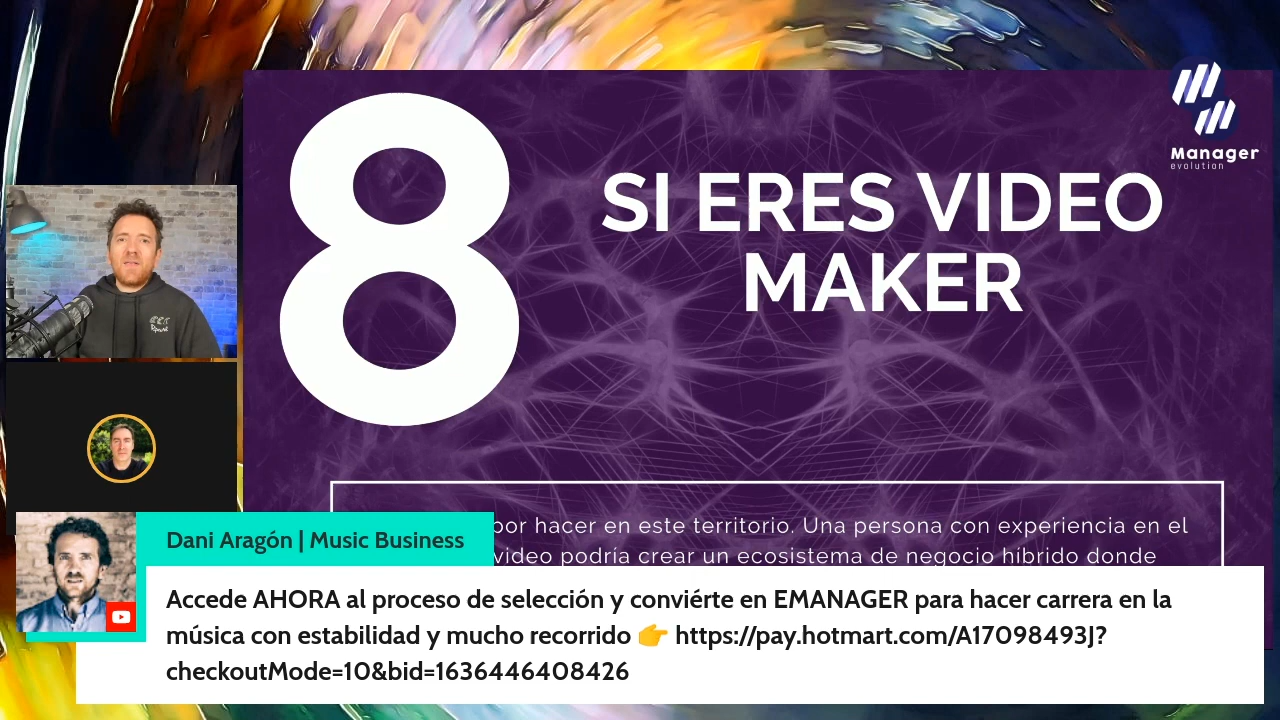 8
SI ERES VIDEO
MAKER
Manager
evolution
por hacer en este territorio. Una persona con experiencia en el
video podría crear un ecosistema de negocio híbrido donde
Dani Aragón | Music Business
Accede AHORA al proceso de selección y conviérte en EMANAGER para hacer carrera en la
música con estabilidad y mucho recorrido 👉 https://pay.hotmart.com/A17098493J?
checkoutMode=10&bid=1636446408426